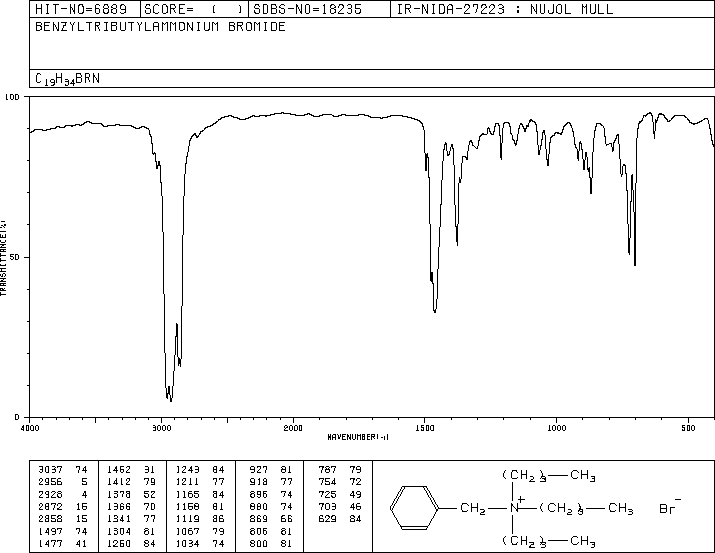 HIT-NO=6889 SCORE= ( ) SDBS-NO=18235 IR-NIDA-27223 : NUJOL MULL
BENZYLTRIBUTYLAMMONIUM BROMIDE
C19H34BRN
100
50
0
TRANSMITTANCE(%)
4000 3000 2000 1500 1000 500
WAVENUMBER(-1)
3037 74 1462 31 1243 84 927 81 787 79
2956 5 1412 79 1211 77 918 77 754 72
2928 4 1378 52 1165 84 896 74 725 49
2872 16 1366 70 1158 81 880 74 703 46
2858 15 1341 77 1119 86 869 66 629 84
1497 74 1304 81 1067 79 806 81
1477 41 1260 84 1034 74 800 81
(CH2)3—CH3
CH2—N+—(CH2)3—CH3 Br−
(CH2)3—CH3